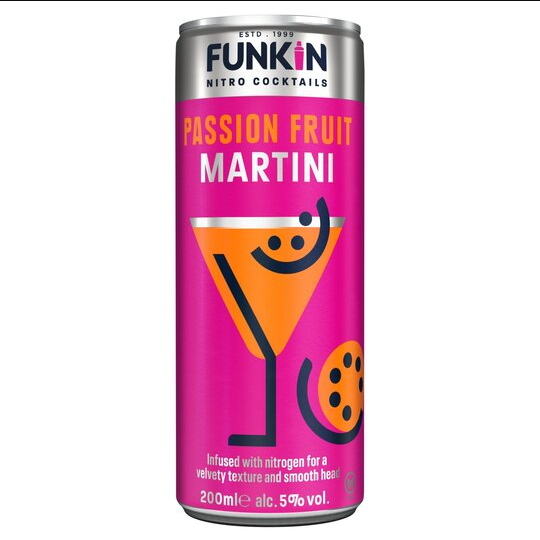 ESTD . 1999
FUNKIN
NITRO COCKTAILS
PASSION FRUIT
MARTINI
Infused with nitrogen for a
velvety texture and smooth head
200ml℮ alc. 5% vol.